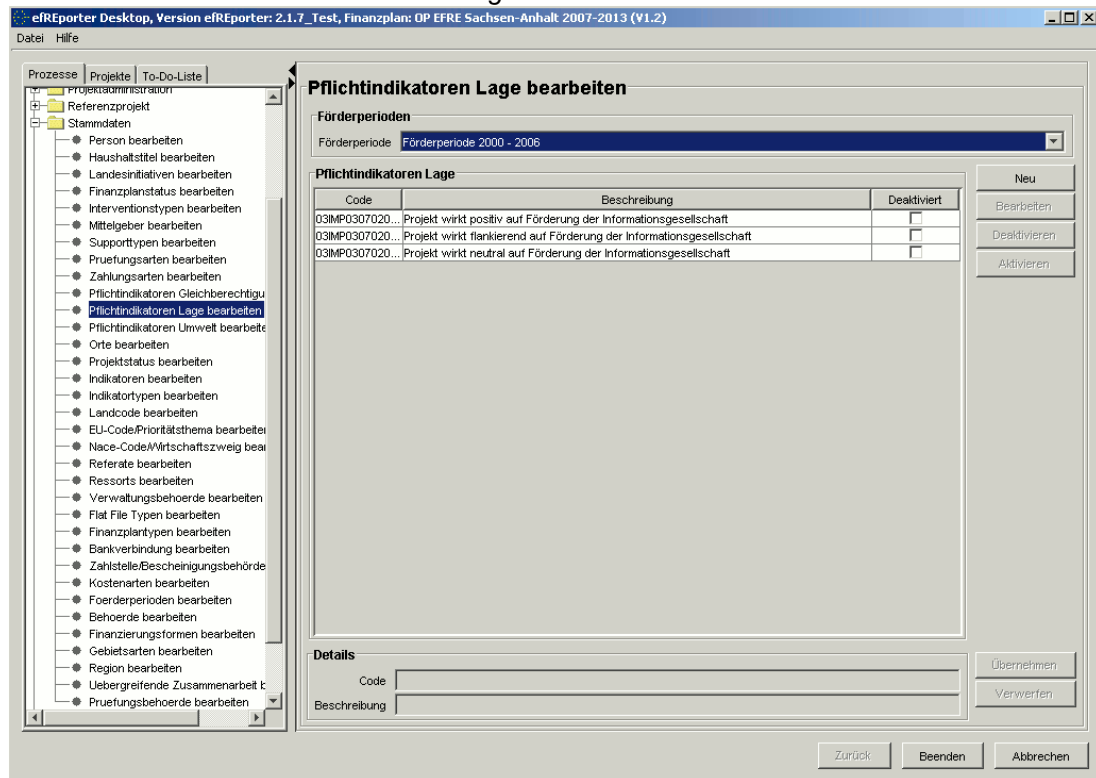 efREporter Desktop, Version efREporter: 2.1.7_Test, Finanzplan: OP EFRE Sachsen-Anhalt 2007-2013 (V1.2)
Datei Hilfe
Prozesse Projekte To-Do-Liste
Projektadministration
Referenzprojekt
Stammdaten
Person bearbeiten
Haushaltstitel bearbeiten
Landesinitiativen bearbeiten
Finanzplanstatus bearbeiten
Interventionstypen bearbeiten
Mittelgeber bearbeiten
Supporttypen bearbeiten
Pruefungsarten bearbeiten
Zahlungsarten bearbeiten
Pflichtindikatoren Gleichberechtigu
Pflichtindikatoren Lage bearbeiten
Pflichtindikatoren Umwelt bearbeite
Orte bearbeiten
Projektstatus bearbeiten
Indikatoren bearbeiten
Indikatortypen bearbeiten
Landcode bearbeiten
EU-Code/Prioritätsthema bearbeiten
Nace-Code/Wirtschaftszweig bear
Referate bearbeiten
Ressorts bearbeiten
Verwaltungsbehoerde bearbeiten
Flat File Typen bearbeiten
Finanzplantypen bearbeiten
Bankverbindung bearbeiten
Zahlstelle/Bescheinigungsbehörde
Kostenarten bearbeiten
Foerderperioden bearbeiten
Behoerde bearbeiten
Finanzierungsformen bearbeiten
Gebietsarten bearbeiten
Region bearbeiten
Uebergreifende Zusammenarbeit b
Pruefungsbehoerde bearbeiten
Pflichtindikatoren Lage bearbeiten
Förderperioden
Förderperiode Förderperiode 2000 - 2006
Pflichtindikatoren Lage
Code Beschreibung Deaktiviert
03IMP0307020... Projekt wirkt positiv auf Förderung der Informationsgesellschaft
03IMP0307020... Projekt wirkt flankierend auf Förderung der Informationsgesellschaft
03IMP0307020... Projekt wirkt neutral auf Förderung der Informationsgesellschaft
Neu
Bearbeiten
Deaktivieren
Aktivieren
Details
Code
Beschreibung
Übernehmen
Verwerfen
Zurück Beenden Abbrechen